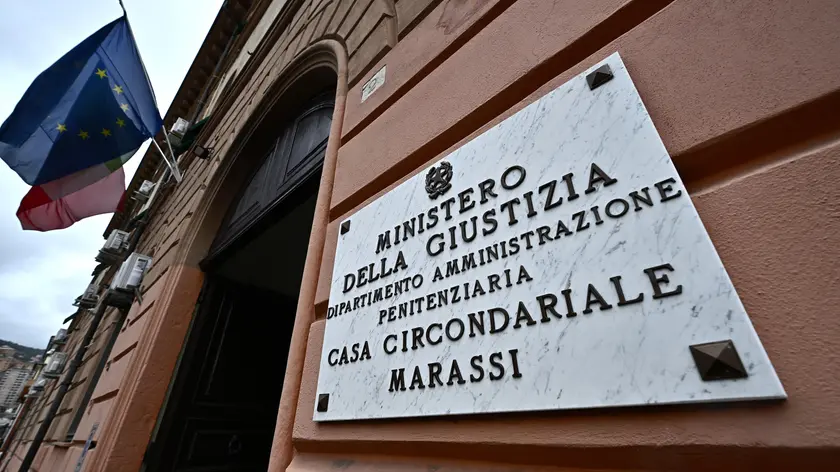 MINISTERO
DELLA GIUSTIZIA
DIPARTIMENTO AMMINISTRAZIONE
PENITENZIARIA
CASA CIRCONDARIALE
MARASSI